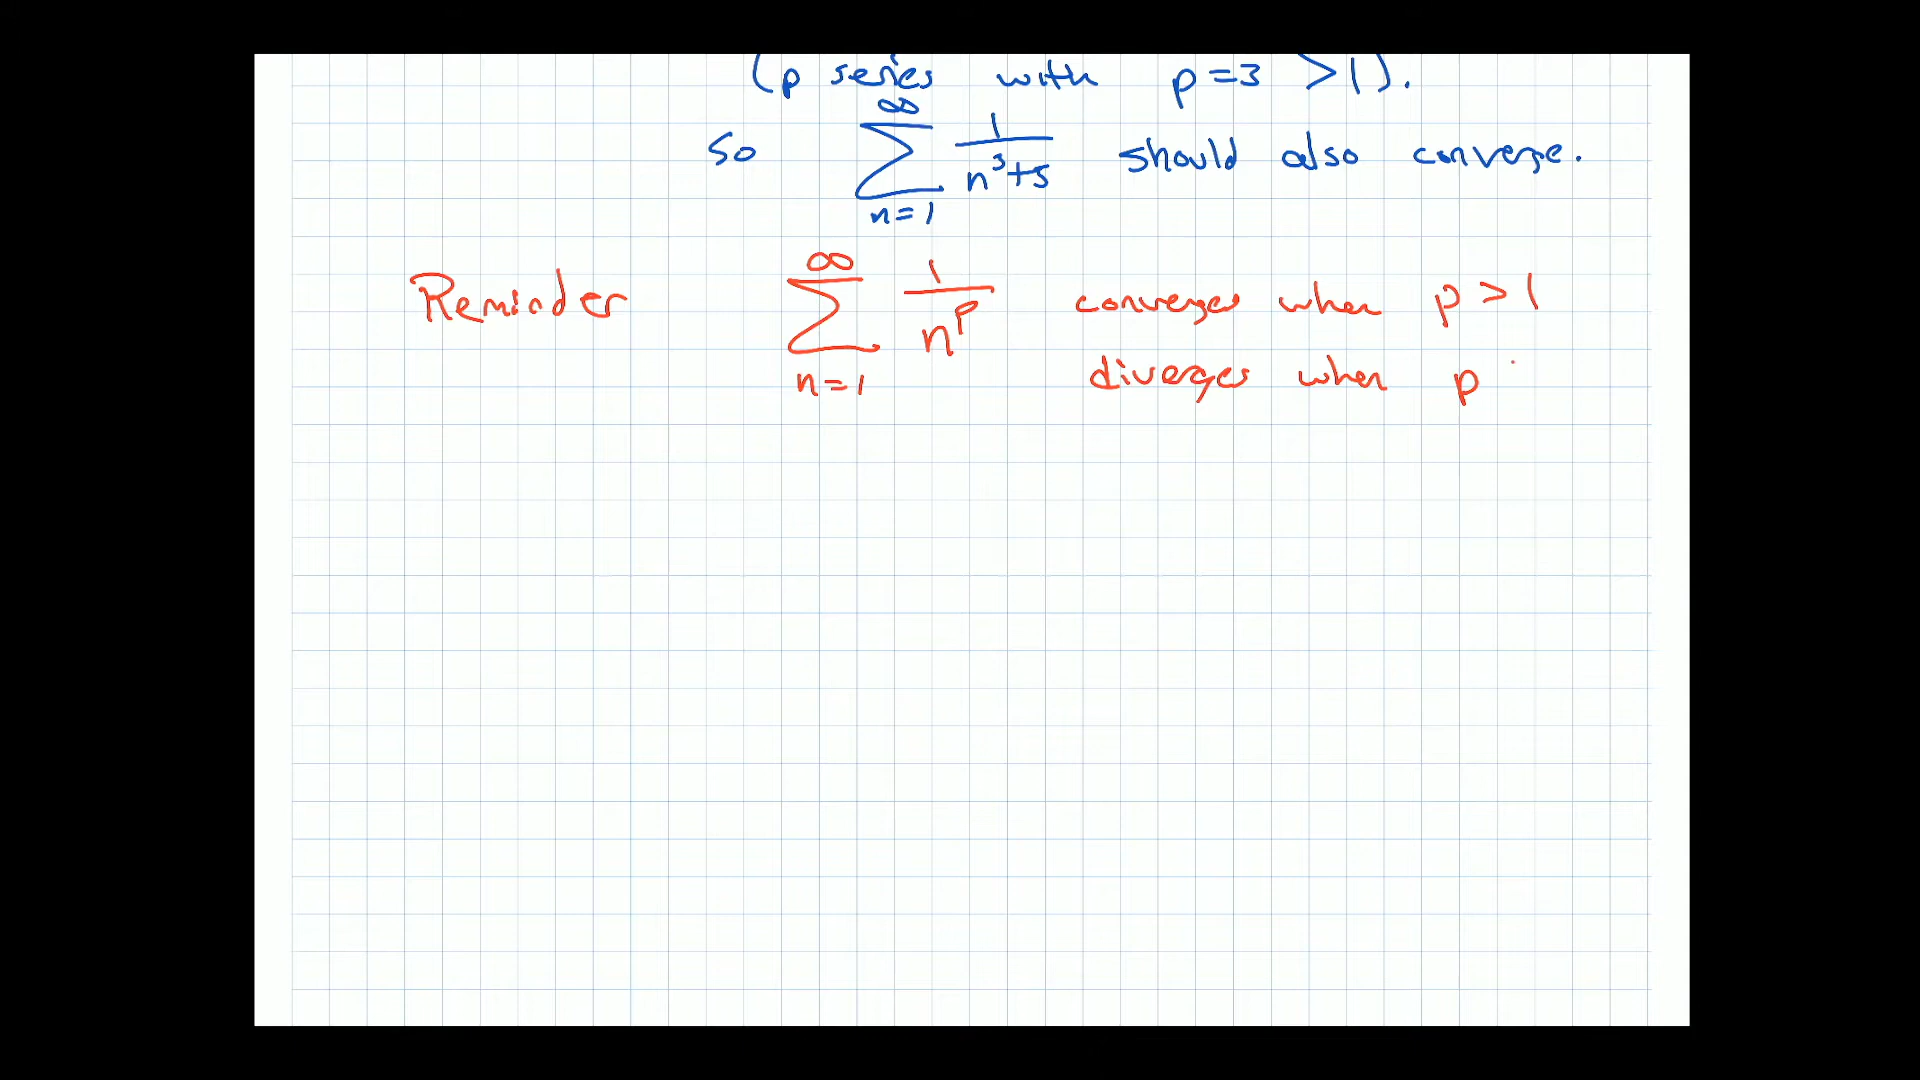 (p series with p=3 >1).
So ∑_{n=1}^{∞} 1/(n³+5) should also converge.
Reminder ∑_{n=1}^{∞} 1/n^p converges when p > 1
diverges when p